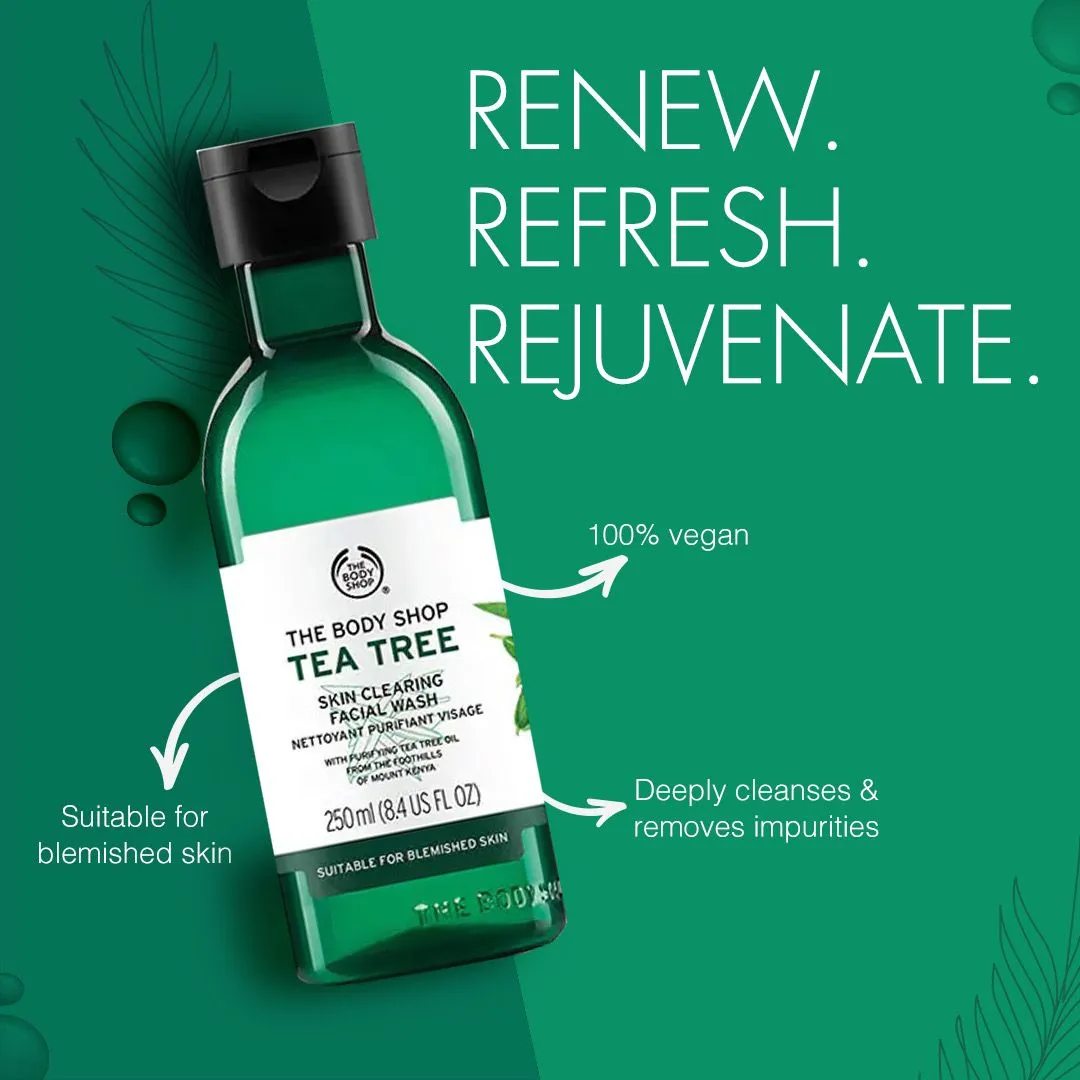 RENEW.
REFRESH.
REJUVENATE.
100% vegan
THE
BODY
SHOP
®
THE BODY SHOP
TEA TREE
SKIN CLEARING
FACIAL WASH
NETTOYANT PURIFIANT VISAGE
WITH PURIFYING TEA TREE OIL
FROM THE FOOTHILLS
OF MOUNT KENYA
250 ml (8.4 US FL OZ)
SUITABLE FOR BLEMISHED SKIN
THE BODY
Suitable for
blemished skin
Deeply cleanses &
removes impurities